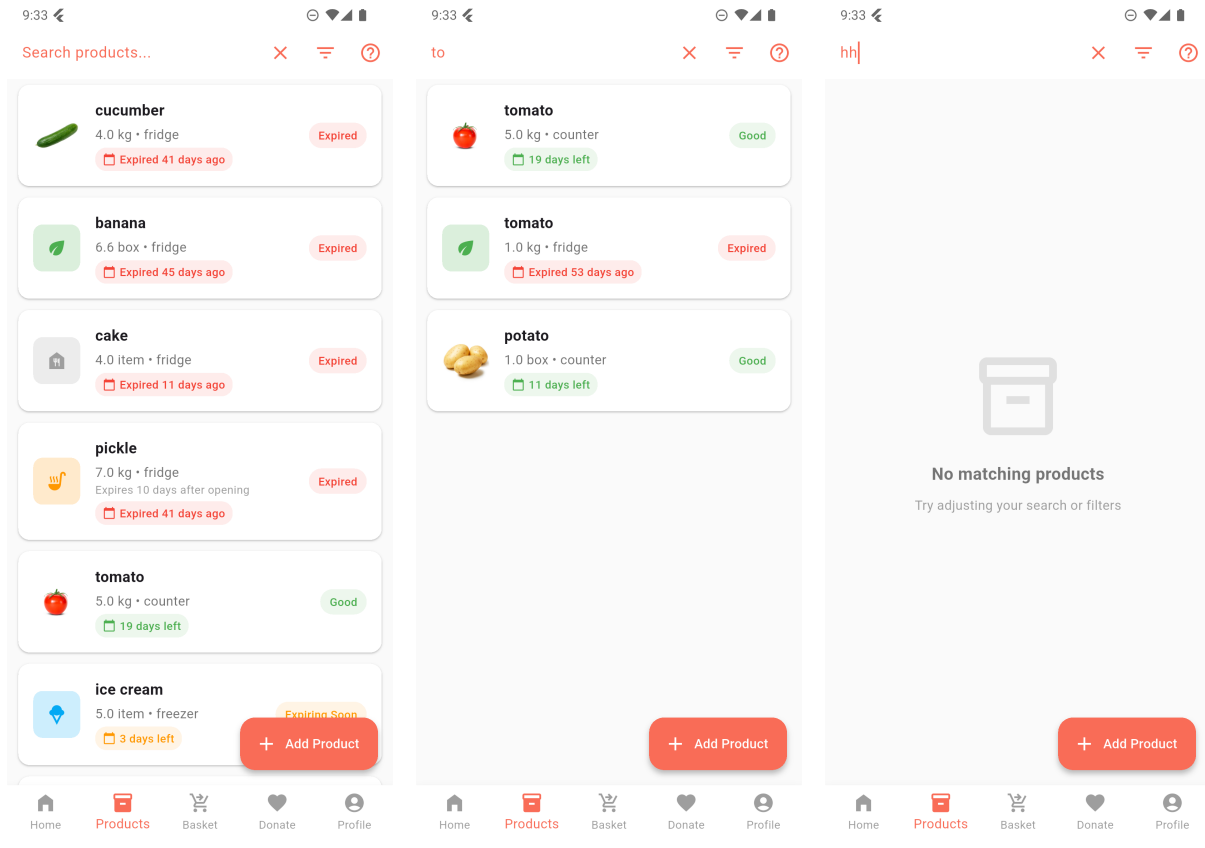 9:33
Search products...
cucumber
4.0 kg • fridge
Expired 41 days ago
Expired
banana
6.6 box • fridge
Expired 45 days ago
Expired
cake
4.0 item • fridge
Expired 11 days ago
Expired
pickle
7.0 kg • fridge
Expires 10 days after opening
Expired 41 days ago
Expired
tomato
5.0 kg • counter
19 days left
Good
ice cream
5.0 item • freezer
3 days left
Expiring Soon
Add Product
Home Products Basket Donate Profile
9:33
to
tomato
5.0 kg • counter
19 days left
Good
tomato
1.0 kg • fridge
Expired 53 days ago
Expired
potato
1.0 box • counter
11 days left
Good
Add Product
Home Products Basket Donate Profile
9:33
hh
No matching products
Try adjusting your search or filters
Add Product
Home Products Basket Donate Profile